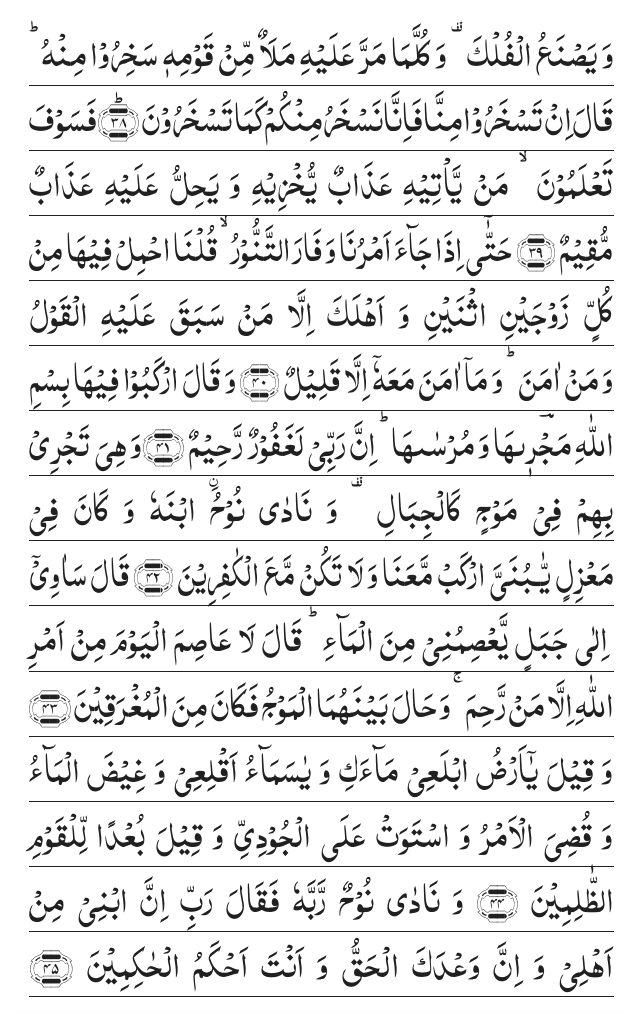 وَ یَصْنَعُ الْفُلْكَ ۫ وَ كُلَّمَا مَرَّ عَلَیْهِ مَلَاٌ مِّنْ قَوْمِهٖ سَخِرُوْا مِنْهُ ؕ
قَالَ اِنْ تَسْخَرُوْا مِنَّا فَاِنَّا نَسْخَرُ مِنْكُمْ كَمَا تَسْخَرُوْنَ ؕ ۳۸ فَسَوْفَ
تَعْلَمُوْنَ ۙ مَنْ یَّاْتِیْهِ عَذَابٌ یُّخْزِیْهِ وَ یَحِلُّ عَلَیْهِ عَذَابٌ
مُّقِیْمٌ ۳۹ حَتّٰۤی اِذَا جَآءَ اَمْرُنَا وَ فَارَ التَّنُّوْرُ ۙ قُلْنَا احْمِلْ فِیْهَا مِنْ
كُلٍّ زَوْجَیْنِ اثْنَیْنِ وَ اَهْلَكَ اِلَّا مَنْ سَبَقَ عَلَیْهِ الْقَوْلُ
وَ مَنْ اٰمَنَ ؕ وَ مَاۤ اٰمَنَ مَعَهٗۤ اِلَّا قَلِیْلٌ ۴۰ وَ قَالَ ارْكَبُوْا فِیْهَا بِسْمِ
اللّٰهِ مَجْرٖىهَا وَ مُرْسٰىهَا ؕ اِنَّ رَبِّیْ لَغَفُوْرٌ رَّحِیْمٌ ۴۱ وَ هِیَ تَجْرِیْ
بِهِمْ فِیْ مَوْجٍ كَالْجِبَالِ ۫ وَ نَادٰی نُوْحُ ۨابْنَهٗ وَ كَانَ فِیْ
مَعْزِلٍ یّٰبُنَیَّ ارْكَبْ مَّعَنَا وَ لَا تَكُنْ مَّعَ الْكٰفِرِیْنَ ۴۲ قَالَ سَاٰوِیْۤ
اِلٰی جَبَلٍ یَّعْصِمُنِیْ مِنَ الْمَآءِ ؕ قَالَ لَا عَاصِمَ الْیَوْمَ مِنْ اَمْرِ
اللّٰهِ اِلَّا مَنْ رَّحِمَ ۚ وَ حَالَ بَیْنَهُمَا الْمَوْجُ فَكَانَ مِنَ الْمُغْرَقِیْنَ ۴۳
وَ قِیْلَ یٰۤاَرْضُ ابْلَعِیْ مَآءَكِ وَ یٰسَمَآءُ اَقْلِعِیْ وَ غِیْضَ الْمَآءُ
وَ قُضِیَ الْاَمْرُ وَ اسْتَوَتْ عَلَی الْجُوْدِیِّ وَ قِیْلَ بُعْدًا لِّلْقَوْمِ
الظّٰلِمِیْنَ ۴۴ وَ نَادٰی نُوْحٌ رَّبَّهٗ فَقَالَ رَبِّ اِنَّ ابْنِیْ مِنْ
اَهْلِیْ وَ اِنَّ وَعْدَكَ الْحَقُّ وَ اَنْتَ اَحْكَمُ الْحٰكِمِیْنَ ۴۵